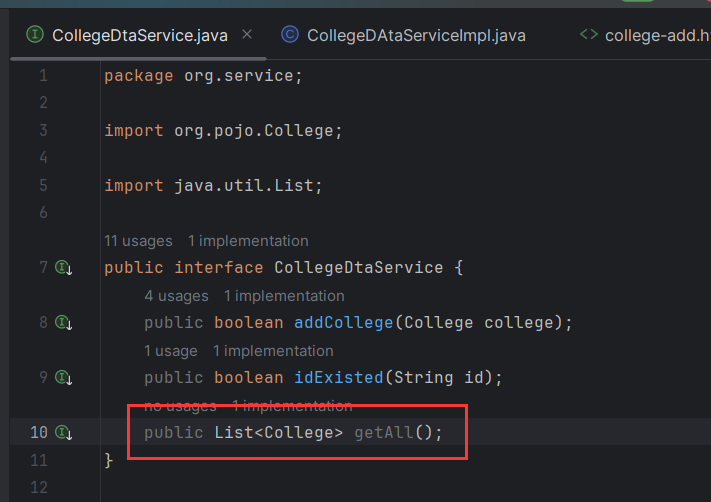 CollegeDtaService.java
CollegeDAtaServiceImpl.java
college-add.h
1 package org.service;
2
3 import org.pojo.College;
4
5 import java.util.List;
6
11 usages 1 implementation
7 public interface CollegeDtaService {
4 usages 1 implementation
8 public boolean addCollege(College college);
1 usage 1 implementation
9 public boolean idExisted(String id);
no usages 1 implementation
10 public List<College> getAll();
11 }